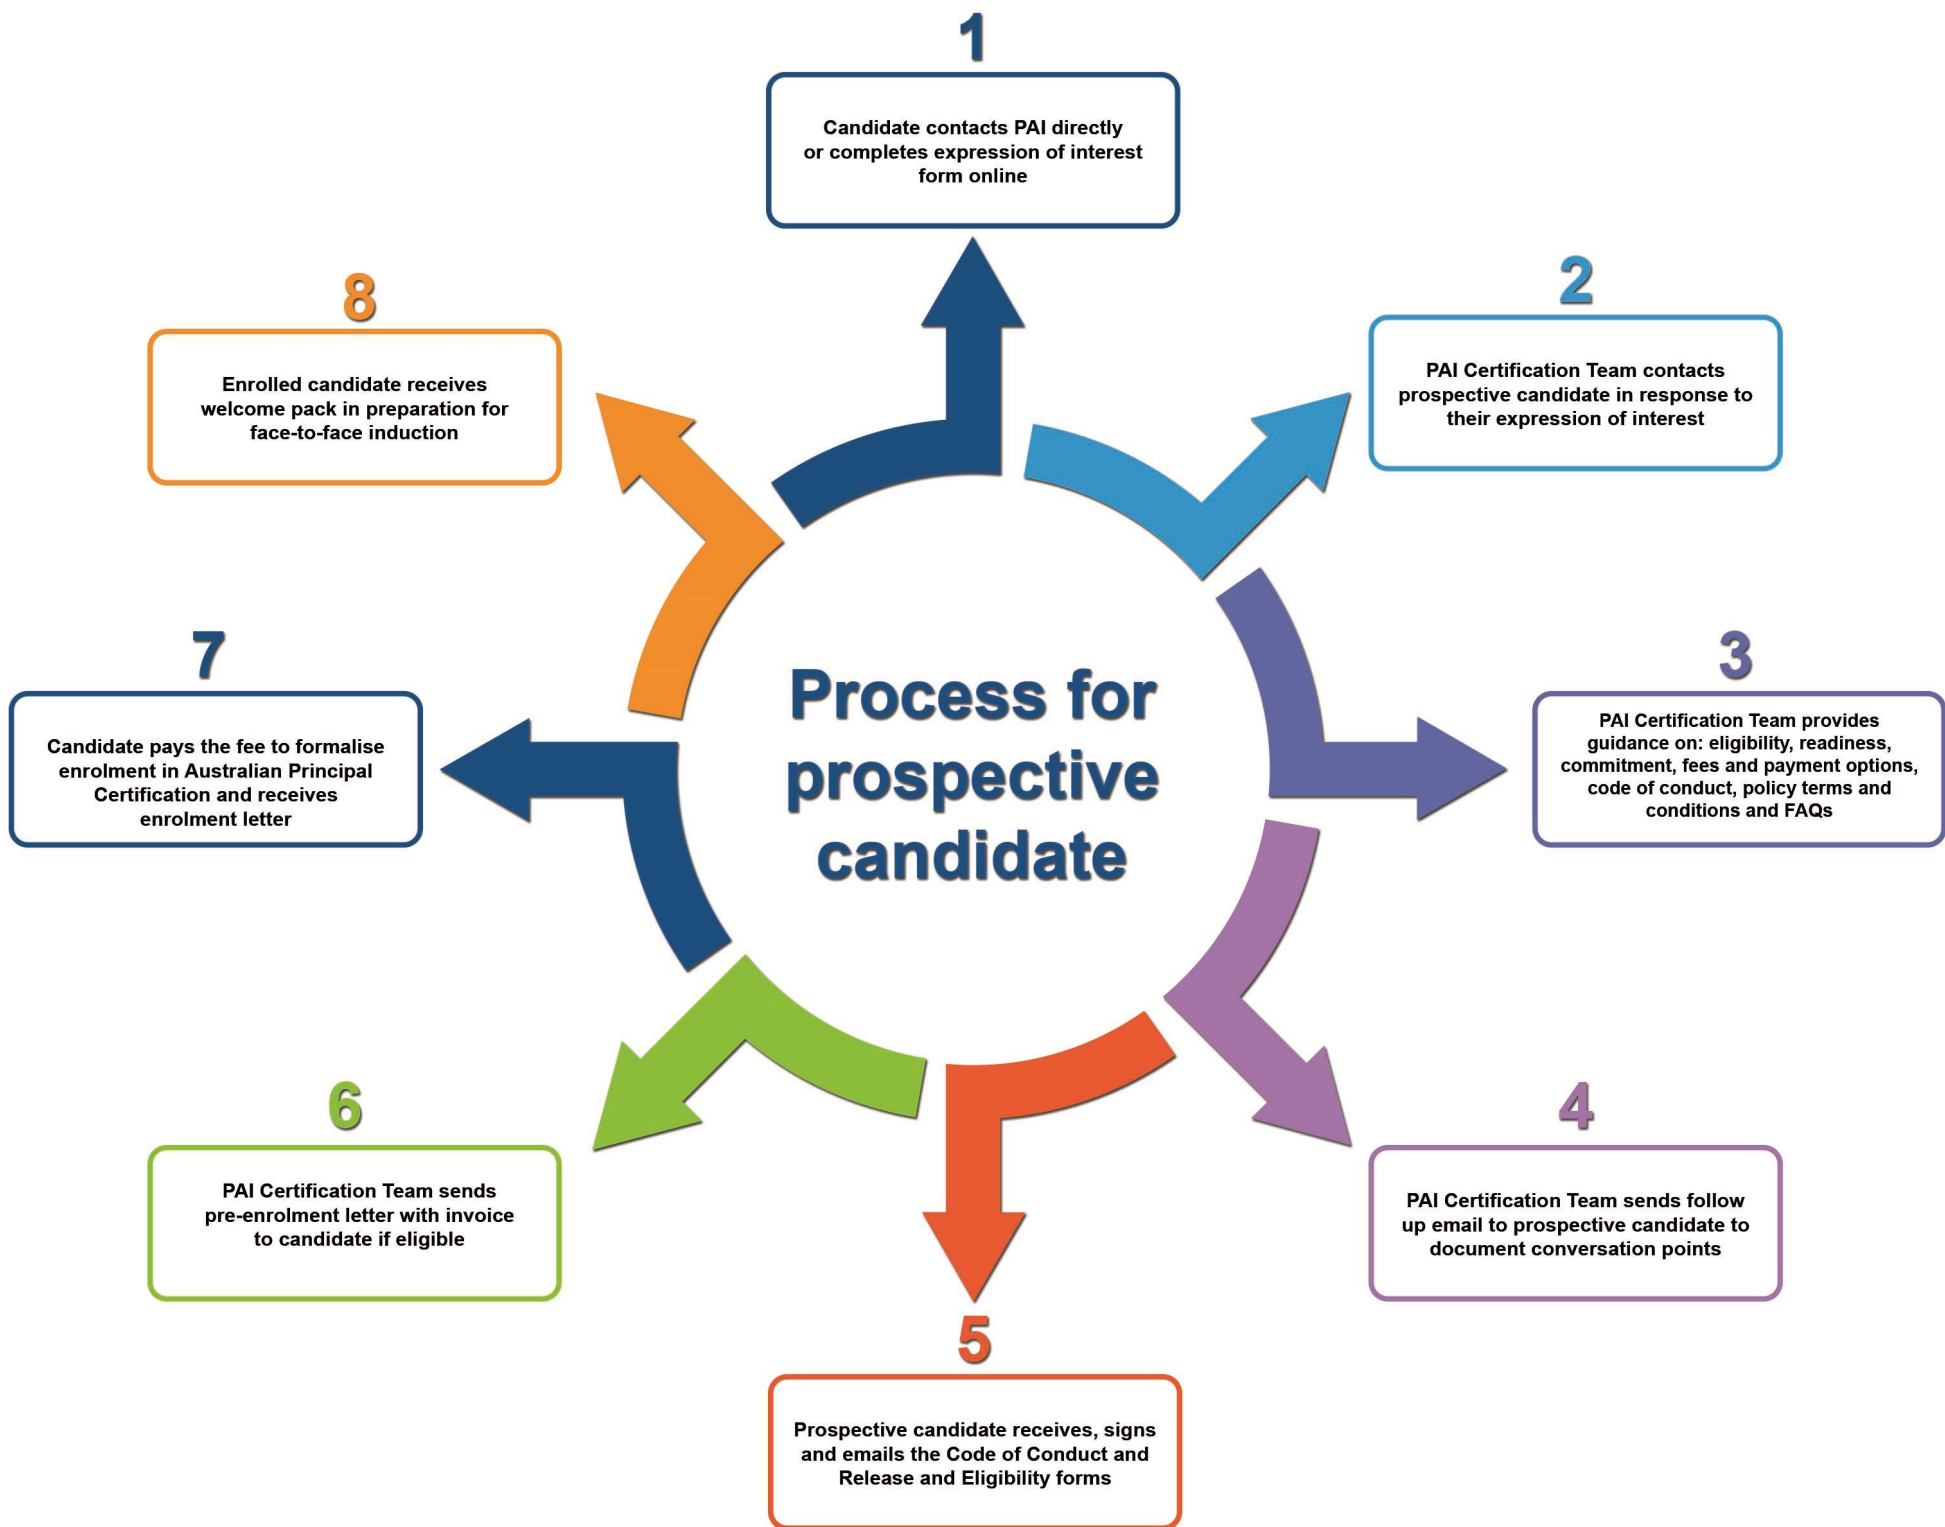 1
Candidate contacts PAI directly
or completes expression of interest
form online
2
PAI Certification Team contacts
prospective candidate in response to
their expression of interest
3
PAI Certification Team provides
guidance on: eligibility, readiness,
commitment, fees and payment options,
code of conduct, policy terms and
conditions and FAQs
4
PAI Certification Team sends follow
up email to prospective candidate to
document conversation points
5
Prospective candidate receives, signs
and emails the Code of Conduct and
Release and Eligibility forms
6
PAI Certification Team sends
pre-enrolment letter with invoice
to candidate if eligible
7
Candidate pays the fee to formalise
enrolment in Australian Principal
Certification and receives
enrolment letter
8
Enrolled candidate receives
welcome pack in preparation for
face-to-face induction
Process for
prospective
candidate